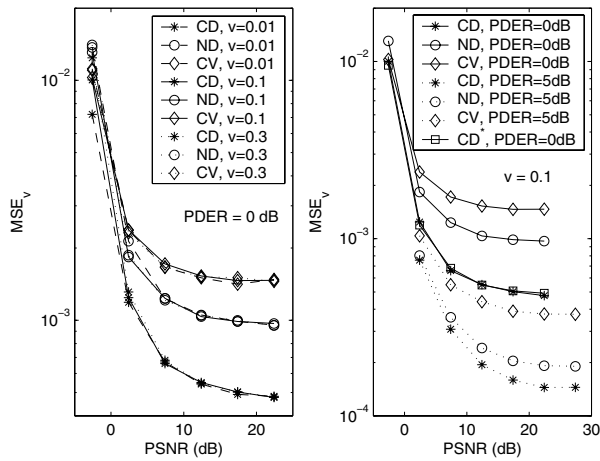 CD, v=0.01
ND, v=0.01
CV, v=0.01
CD, v=0.1
ND, v=0.1
CV, v=0.1
CD, v=0.3
ND, v=0.3
CV, v=0.3
PDER = 0 dB
10^{-2}
10^{-3}
MSE_v
0
10
20
PSNR (dB)
CD, PDER=0dB
ND, PDER=0dB
CV, PDER=0dB
CD, PDER=5dB
ND, PDER=5dB
CV, PDER=5dB
CD^*, PDER=0dB
v = 0.1
10^{-2}
10^{-3}
10^{-4}
MSE_v
0
10
20
30
PSNR (dB)